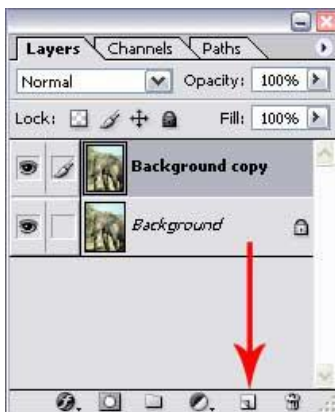 Layers Channels Paths
Normal Opacity: 100%
Lock: Fill: 100%
Background copy
Background